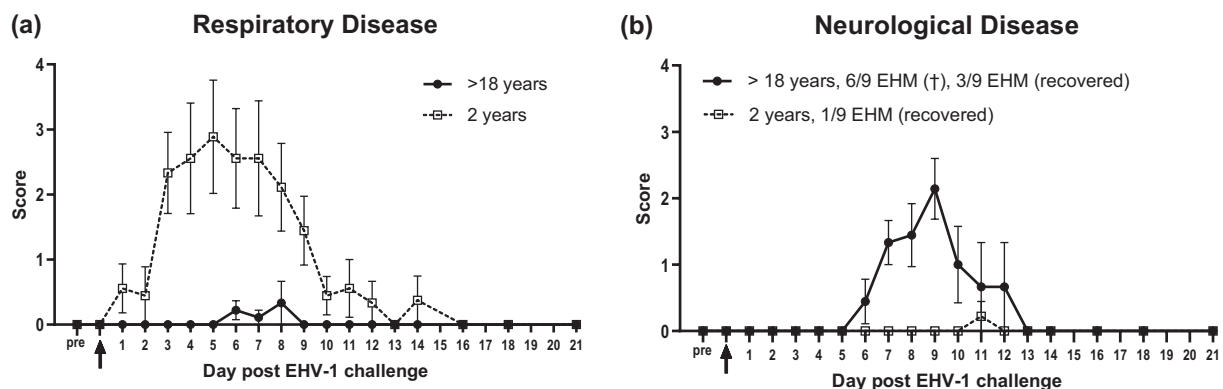 (a) Respiratory Disease
4
3
2
1
0
Score
>18 years
2 years
pre 1 2 3 4 5 6 7 8 9 10 11 12 13 14 15 16 17 18 19 20 21
Day post EHV-1 challenge
(b) Neurological Disease
4
3
2
1
0
Score
> 18 years, 6/9 EHM (†), 3/9 EHM (recovered)
2 years, 1/9 EHM (recovered)
pre 1 2 3 4 5 6 7 8 9 10 11 12 13 14 15 16 17 18 19 20 21
Day post EHV-1 challenge